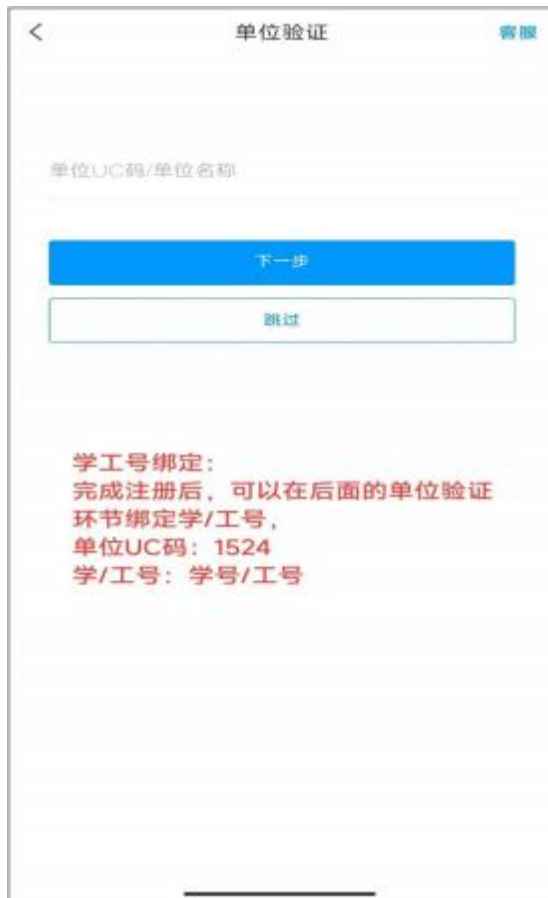 单位验证
客服
单位UC码/单位名称
下一步
跳过
学工号绑定：
完成注册后，可以在后面的单位验证
环节绑定学/工号，
单位UC码：1524
学/工号：学号/工号